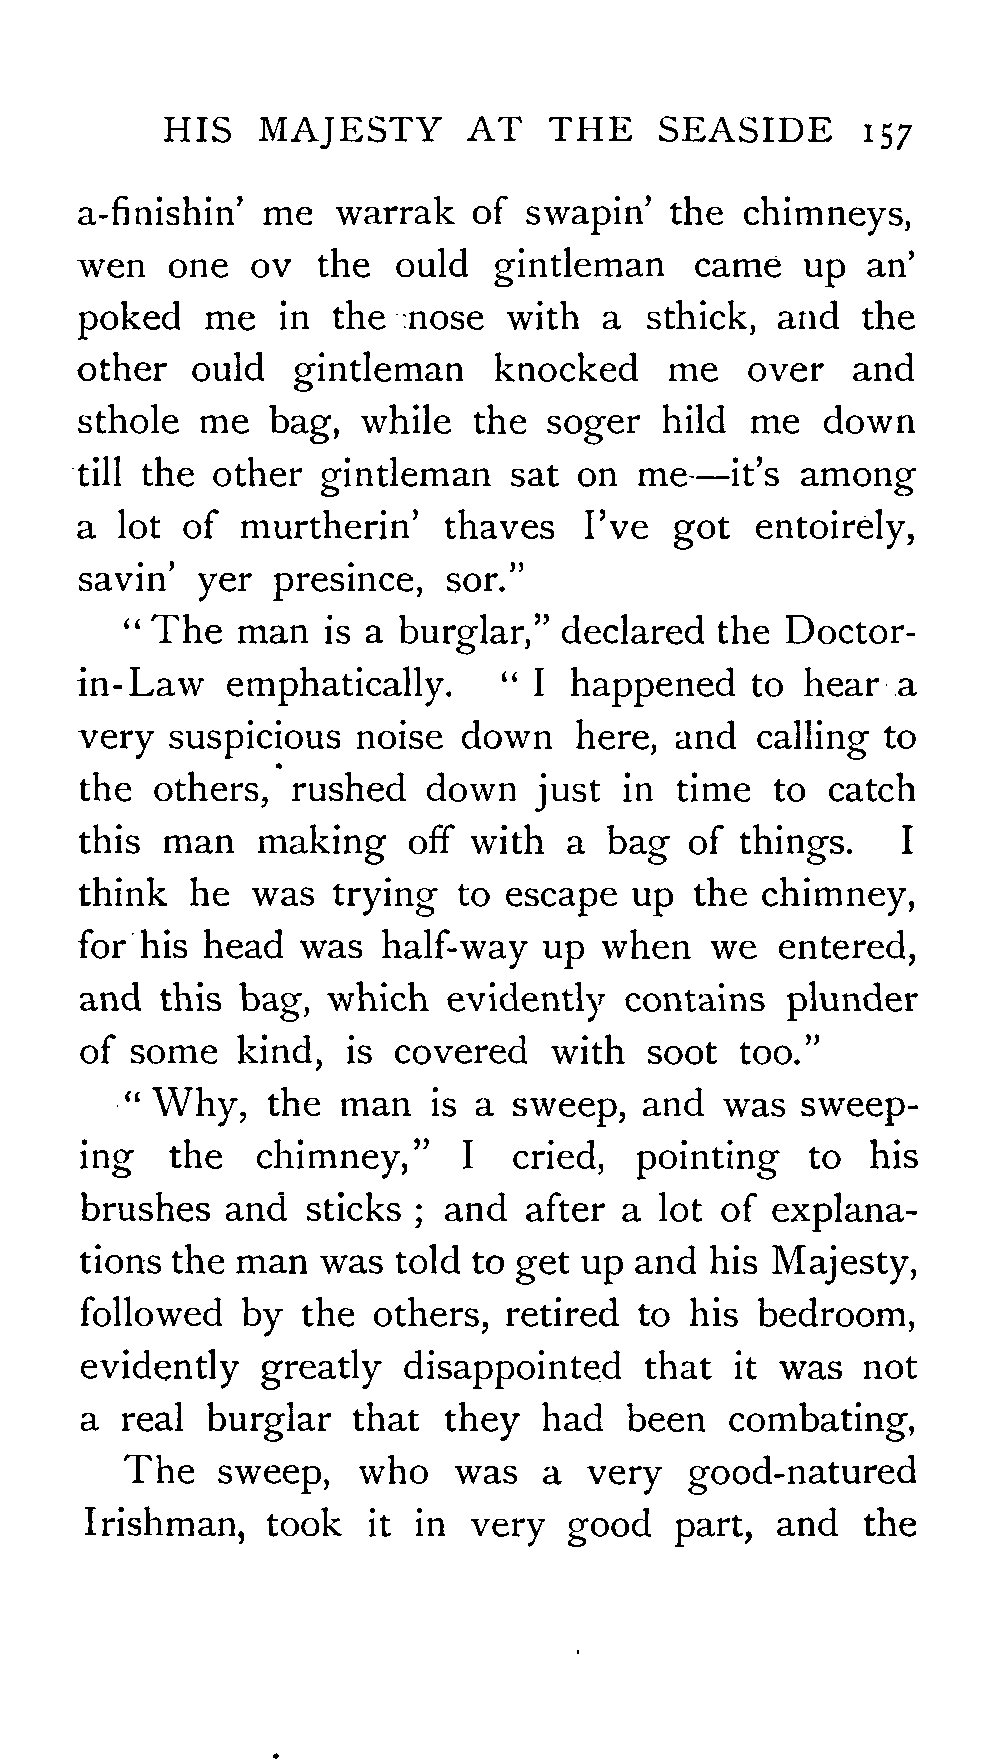 HIS MAJESTY AT THE SEASIDE 157
a-finishin' me warrak of swapin' the chimneys,
wen one ov the ould gintleman came up an'
poked me in the nose with a sthick, and the
other ould gintleman knocked me over and
sthole me bag, while the soger hild me down
till the other gintleman sat on me—it's among
a lot of murtherin' thaves I've got entoirely,
savin' yer presince, sor."
"The man is a burglar," declared the Doctor-
in-Law emphatically. "I happened to hear a
very suspicious noise down here, and calling to
the others, rushed down just in time to catch
this man making off with a bag of things. I
think he was trying to escape up the chimney,
for his head was half-way up when we entered,
and this bag, which evidently contains plunder
of some kind, is covered with soot too."
"Why, the man is a sweep, and was sweep-
ing the chimney," I cried, pointing to his
brushes and sticks; and after a lot of explana-
tions the man was told to get up and his Majesty,
followed by the others, retired to his bedroom,
evidently greatly disappointed that it was not
a real burglar that they had been combating,
The sweep, who was a very good-natured
Irishman, took it in very good part, and the